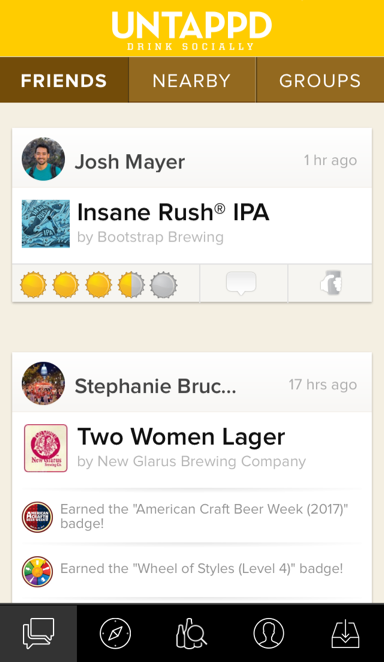 UNTAPPD
DRINK SOCIALLY
FRIENDS
NEARBY
GROUPS
Josh Mayer
1 hr ago
Insane Rush® IPA
by Bootstrap Brewing
Stephanie Bruc...
17 hrs ago
Two Women Lager
by New Glarus Brewing Company
New Glarus
Earned the "American Craft Beer Week (2017)"
badge!
Earned the "Wheel of Styles (Level 4)" badge!